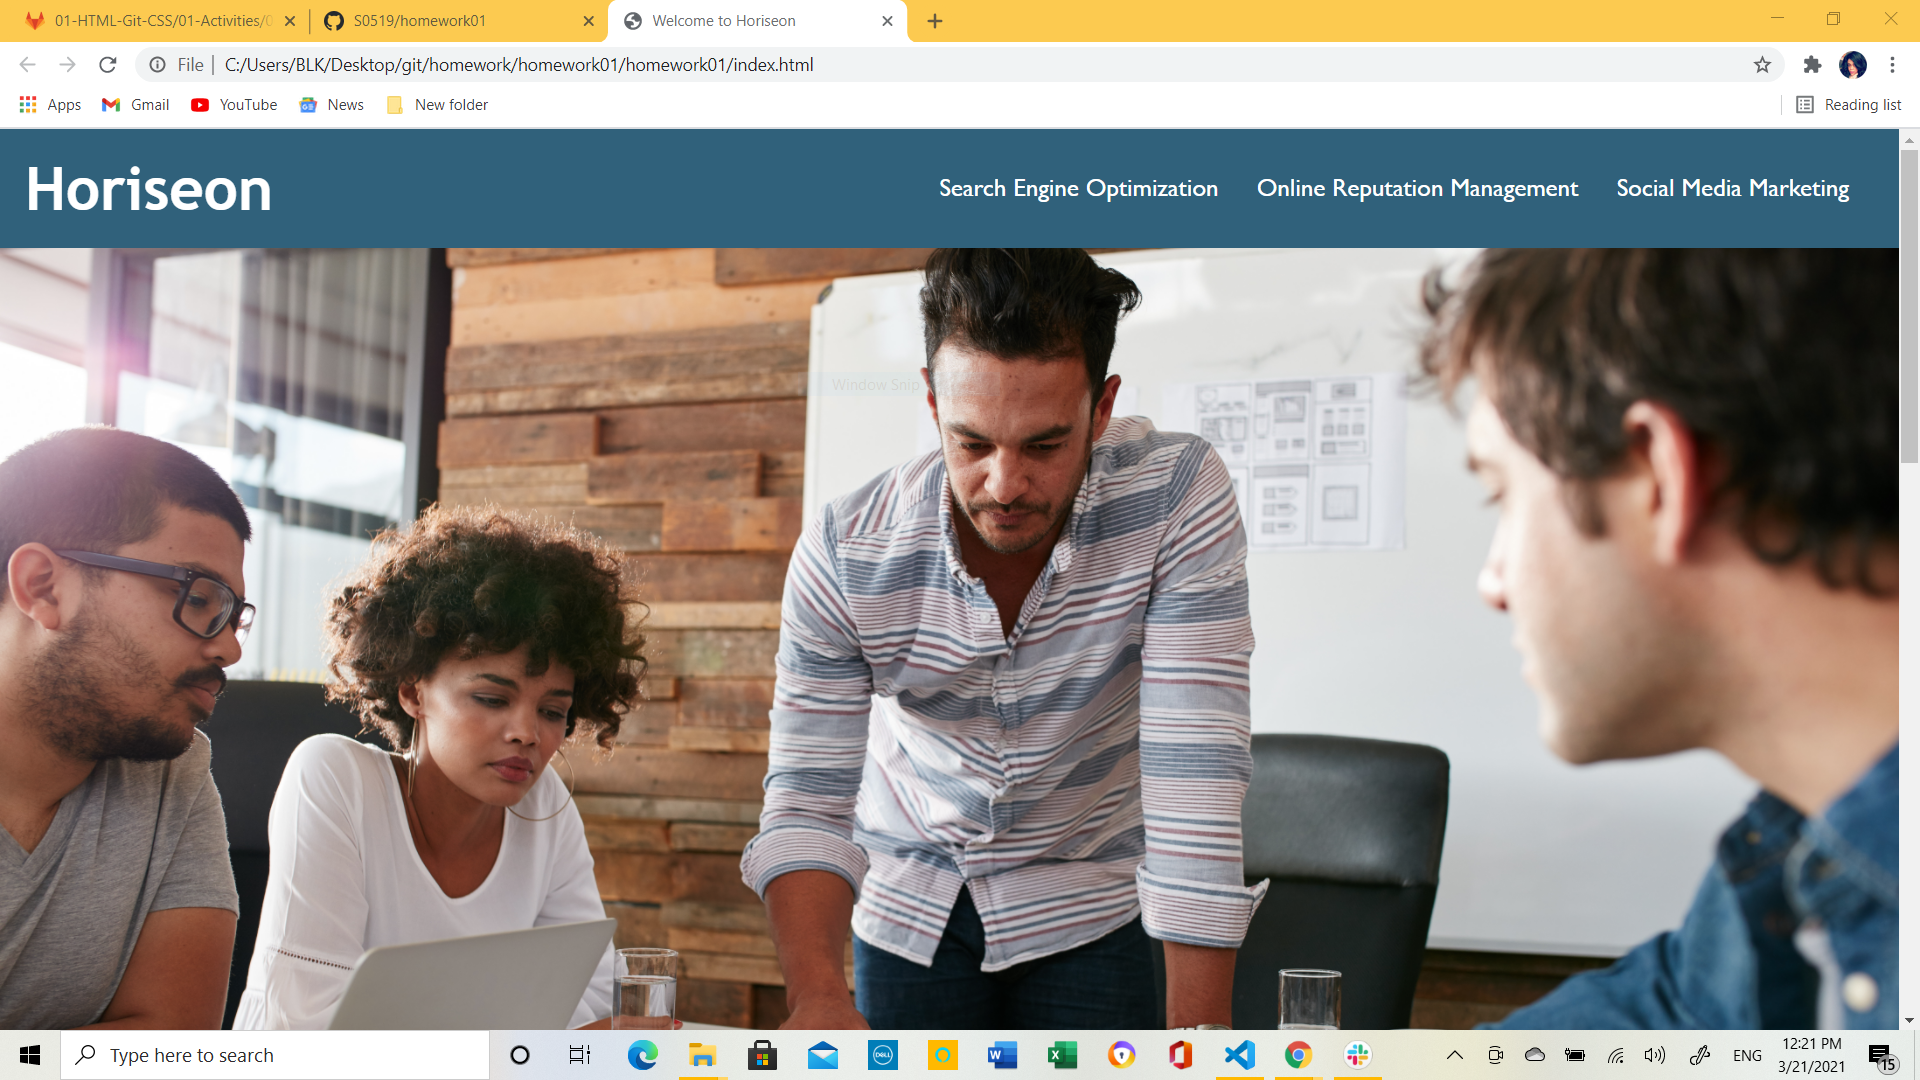 01-HTML-Git-CSS/01-Activities/0
S0519/homework01
Welcome to Horiseon
File
C:/Users/BLK/Desktop/git/homework/homework01/homework01/index.html
Apps
Gmail
YouTube
News
New folder
Reading list
Horiseon
Search Engine Optimization
Online Reputation Management
Social Media Marketing
Window Snip
Type here to search
DELL
ENG
12:21 PM
3/21/2021
15